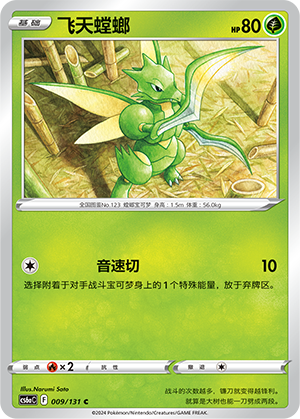 基础 飞天螳螂 HP80
全国图鉴No.123 螳螂宝可梦 身高：1.5m 体重：56.0kg
音速切 10
选择附着于对手战斗宝可梦身上的1个特殊能量，放于弃牌区。
弱点 ×2 抵抗力 撤退
Illus.Narumi Sato
CS6aC F 009/131 C
战斗的次数越多，镰刀就变得越锋利。
就算是大树也能一刀劈成两段。
©2024 Pokémon/Nintendo/Creatures/GAME FREAK.